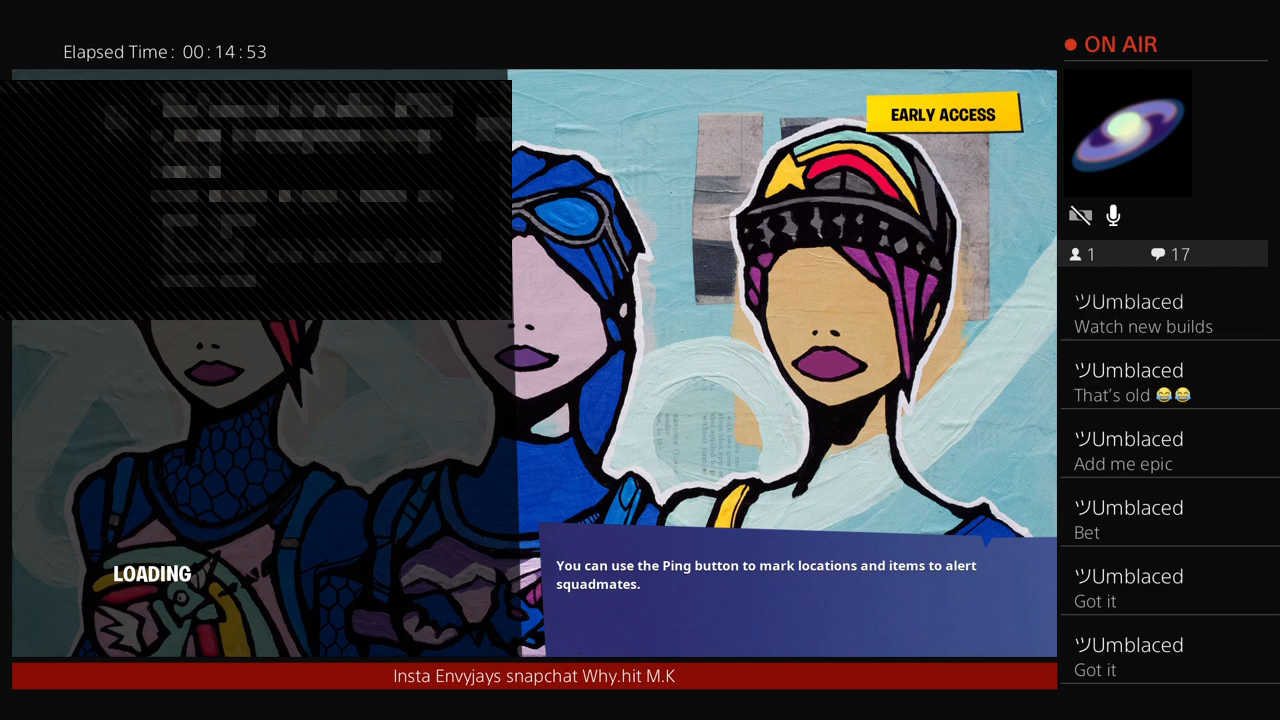 Elapsed Time: 00:14:53
ON AIR
EARLY ACCESS
1 17
ツUmblaced
Watch new builds
ツUmblaced
That's old 😂😂
ツUmblaced
Add me epic
ツUmblaced
Bet
ツUmblaced
Got it
ツUmblaced
Got it
LOADING
You can use the Ping button to mark locations and items to alert
squadmates.
Insta Envyjays snapchat Why.hit M.K